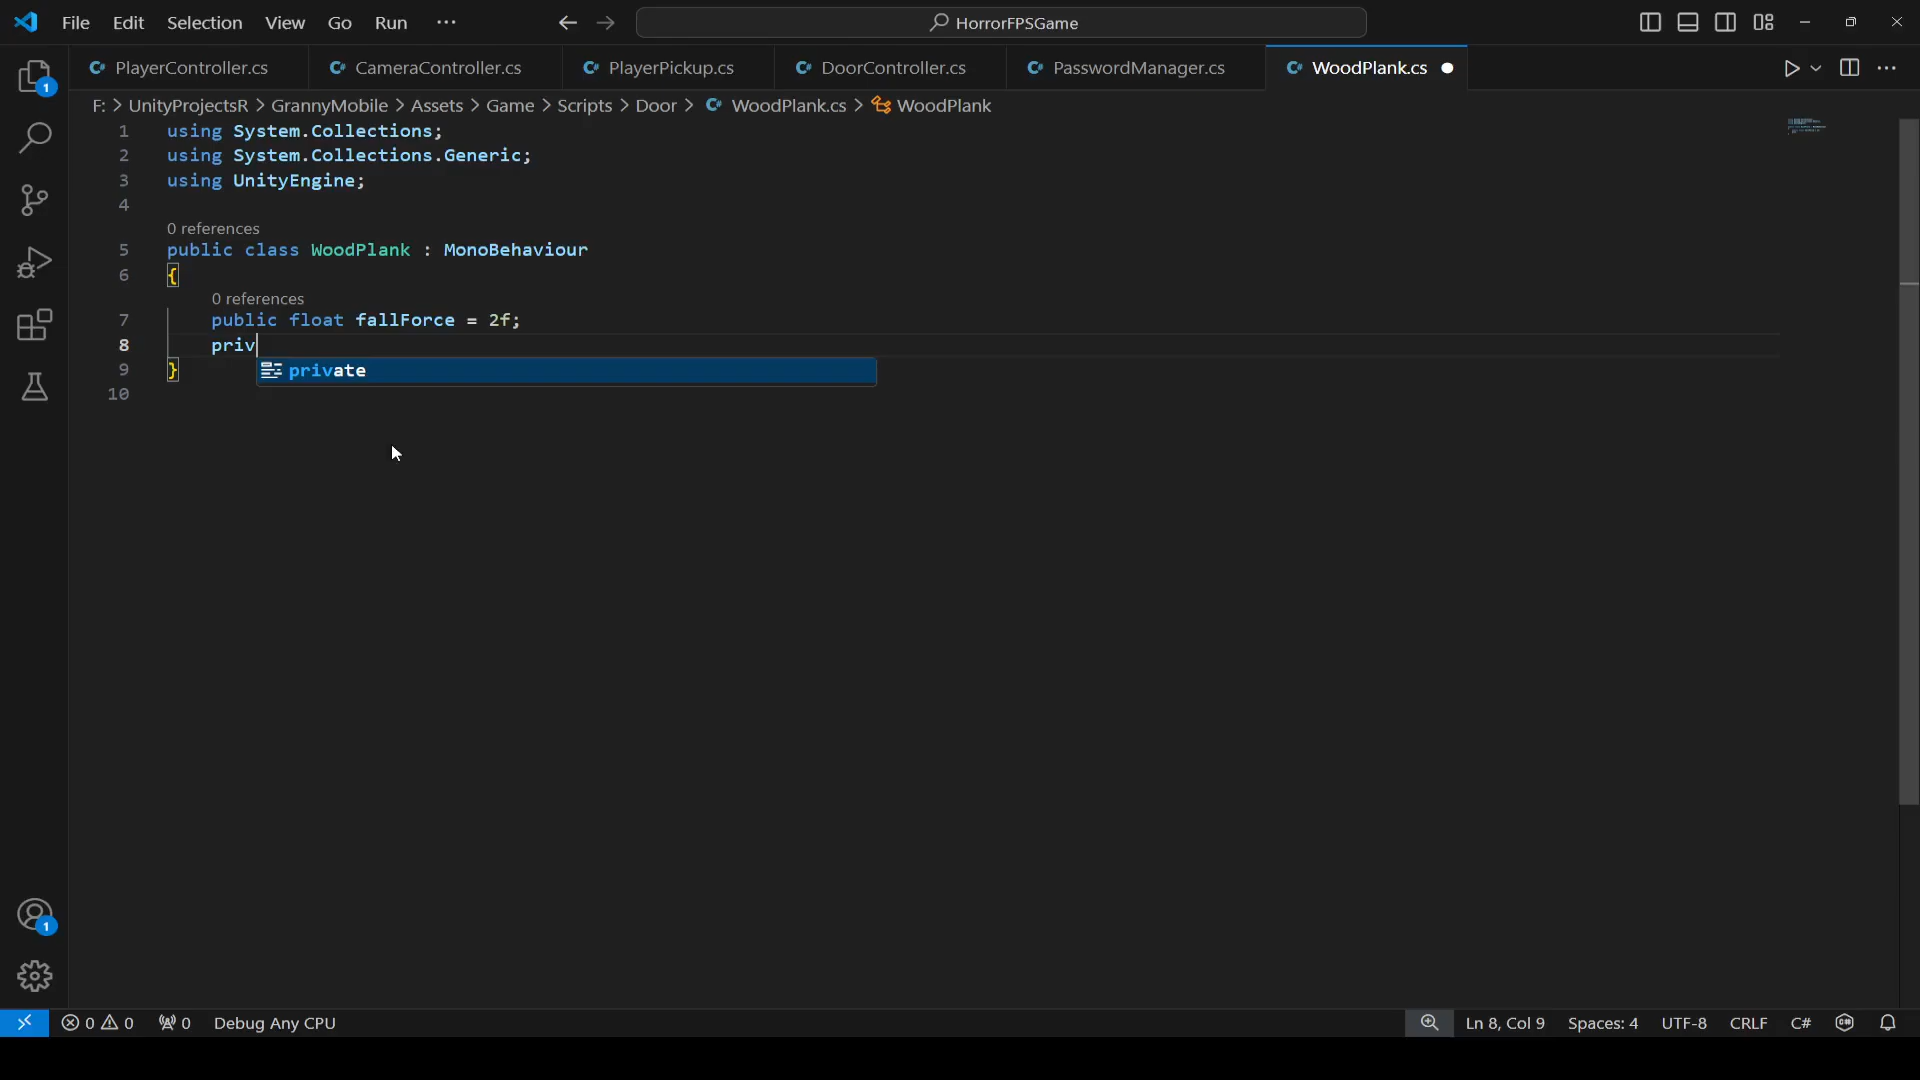 File Edit Selection View Go Run ··· HorrorFPSGame
PlayerController.cs CameraController.cs PlayerPickup.cs DoorController.cs PasswordManager.cs WoodPlank.cs
F: > UnityProjectsR > GrannyMobile > Assets > Game > Scripts > Door > WoodPlank.cs > WoodPlank
1 using System.Collections;
2 using System.Collections.Generic;
3 using UnityEngine;
4
0 references
5 public class WoodPlank : MonoBehaviour
6 {
0 references
7 public float fallForce = 2f;
8 priv
9 }
private
10
1
1
0 0 0 Debug Any CPU Ln 8, Col 9 Spaces: 4 UTF-8 CRLF C#